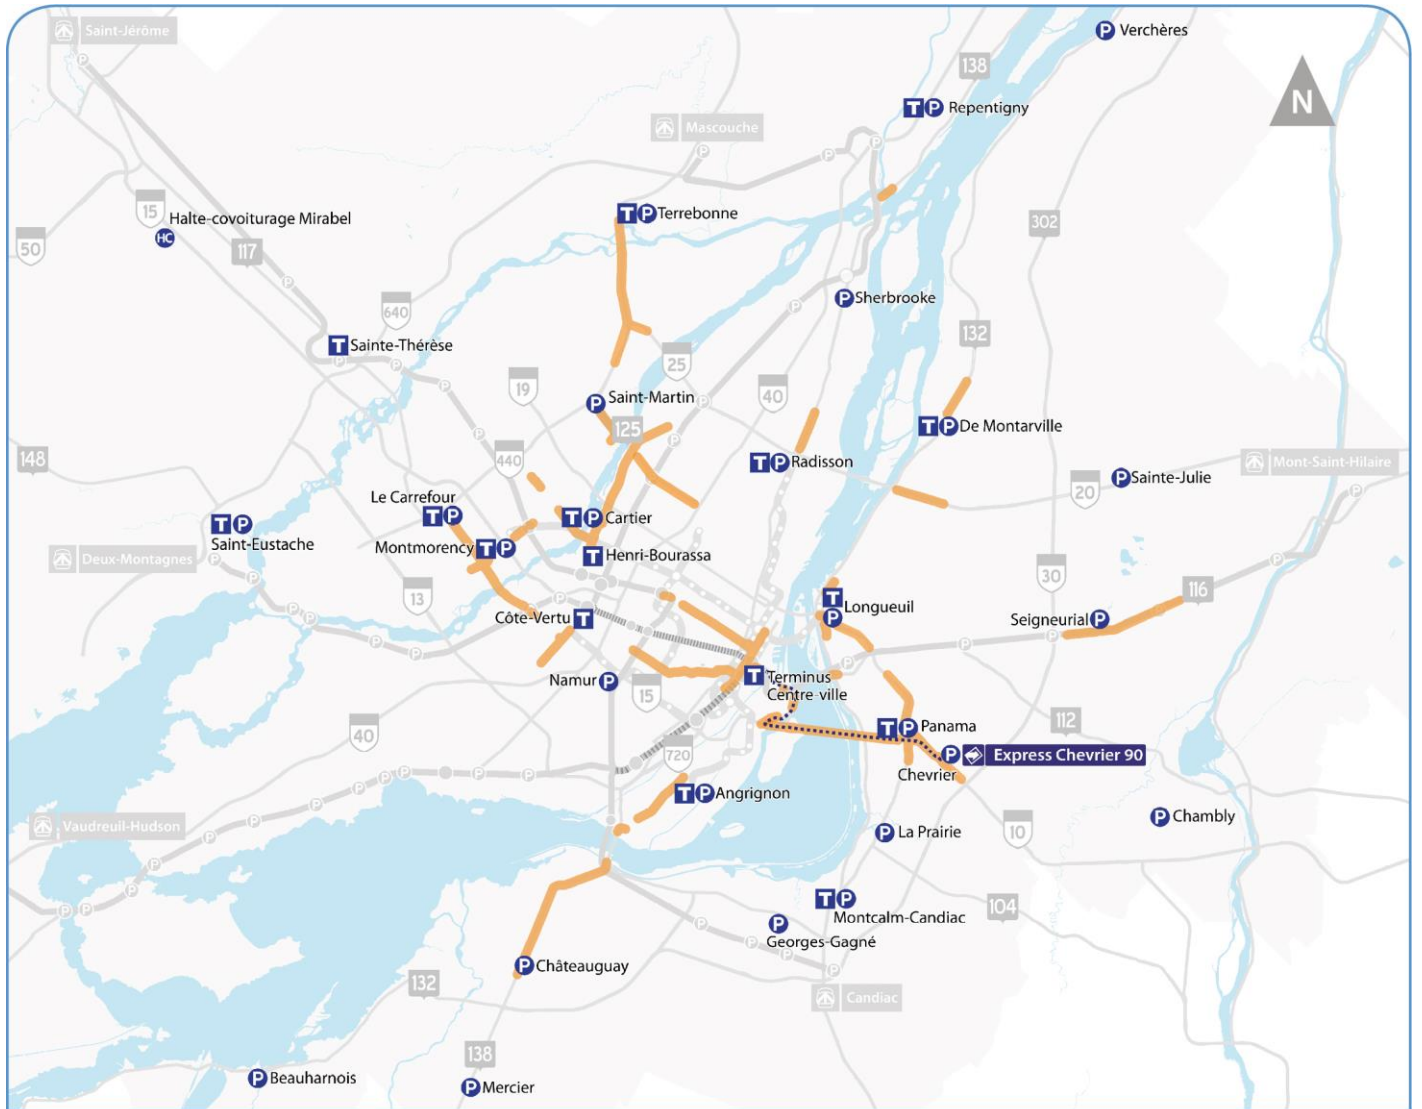 Saint-Jérôme
P Verchères
138
T P Repentigny
N
Mascouche
15
Halte-covoiturage Mirabel
HC
T P Terrebonne
302
50
117
P Sherbrooke
640
T Sainte-Thérèse
132
25
19
40
P Saint-Martin
125
T P De Montarville
148
440
T P Radisson
Mont-Saint-Hilaire
P Sainte-Julie
20
Le Carrefour
T P
T P Cartier
T P
Saint-Eustache
Montmorency T P
T Henri-Bourassa
Deux-Montagnes
13
30
116
T Longueuil
P
Côte-Vertu T
Seigneurial P
Namur P
T Terminus
Centre-ville
15
40
112
T P Panama
720
P Express Chevrier 90
Chevrier
T P Angrignon
P Chambly
Vaudreuil-Hudson
P La Prairie
10
T P
Montcalm-Candiac
104
P
Georges-Gagné
P Châteauguay
132
Candiac
138
P Beauharnois
P Mercier